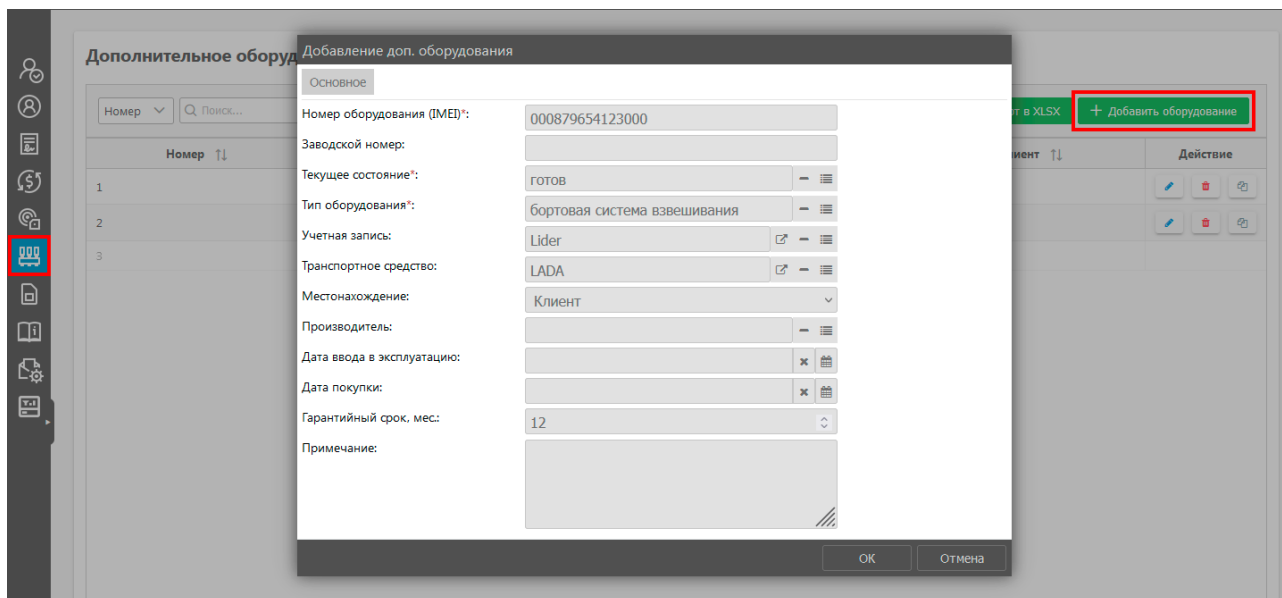 Дополнительное оборуд
Добавление доп. оборудования
Основное
Номер
Поиск...
рт в XLSX
+ Добавить оборудование
Номер
иент
Действие
1
2
3
Номер оборудования (IMEI)*:
000879654123000
Заводской номер:
Текущее состояние*:
готов
Тип оборудования*:
бортовая система взвешивания
Учетная запись:
Lider
Транспортное средство:
LADA
Местонахождение:
Клиент
Производитель:
Дата ввода в эксплуатацию:
Дата покупки:
Гарантийный срок, мес.:
12
Примечание:
ОК
Отмена